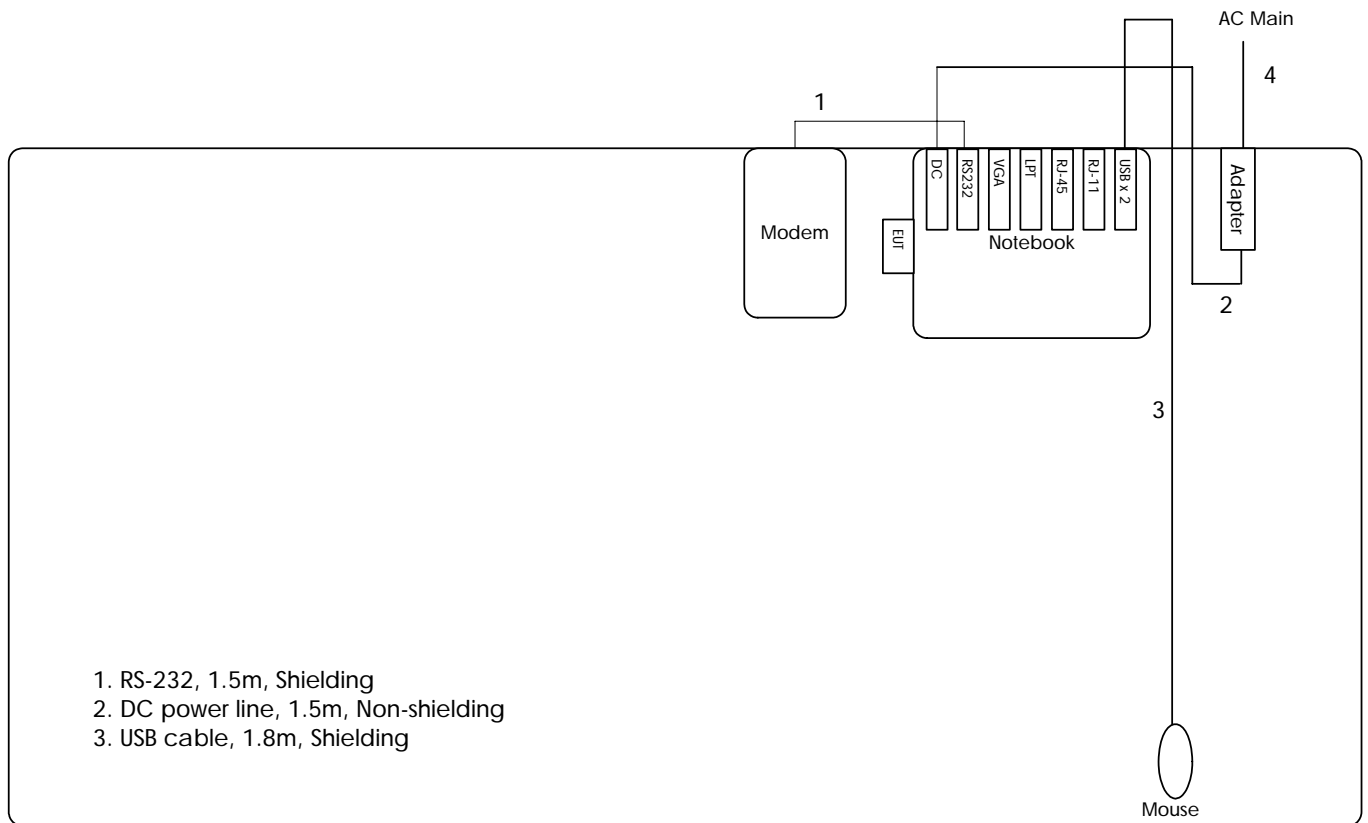 AC Main
4
1
DC
RS232
VGA
LPT
RJ-45
RJ-11
USB x 2
Adapter
Modem
EUT
Notebook
2
3
1. RS-232, 1.5m, Shielding
2. DC power line, 1.5m, Non-shielding
3. USB cable, 1.8m, Shielding
Mouse